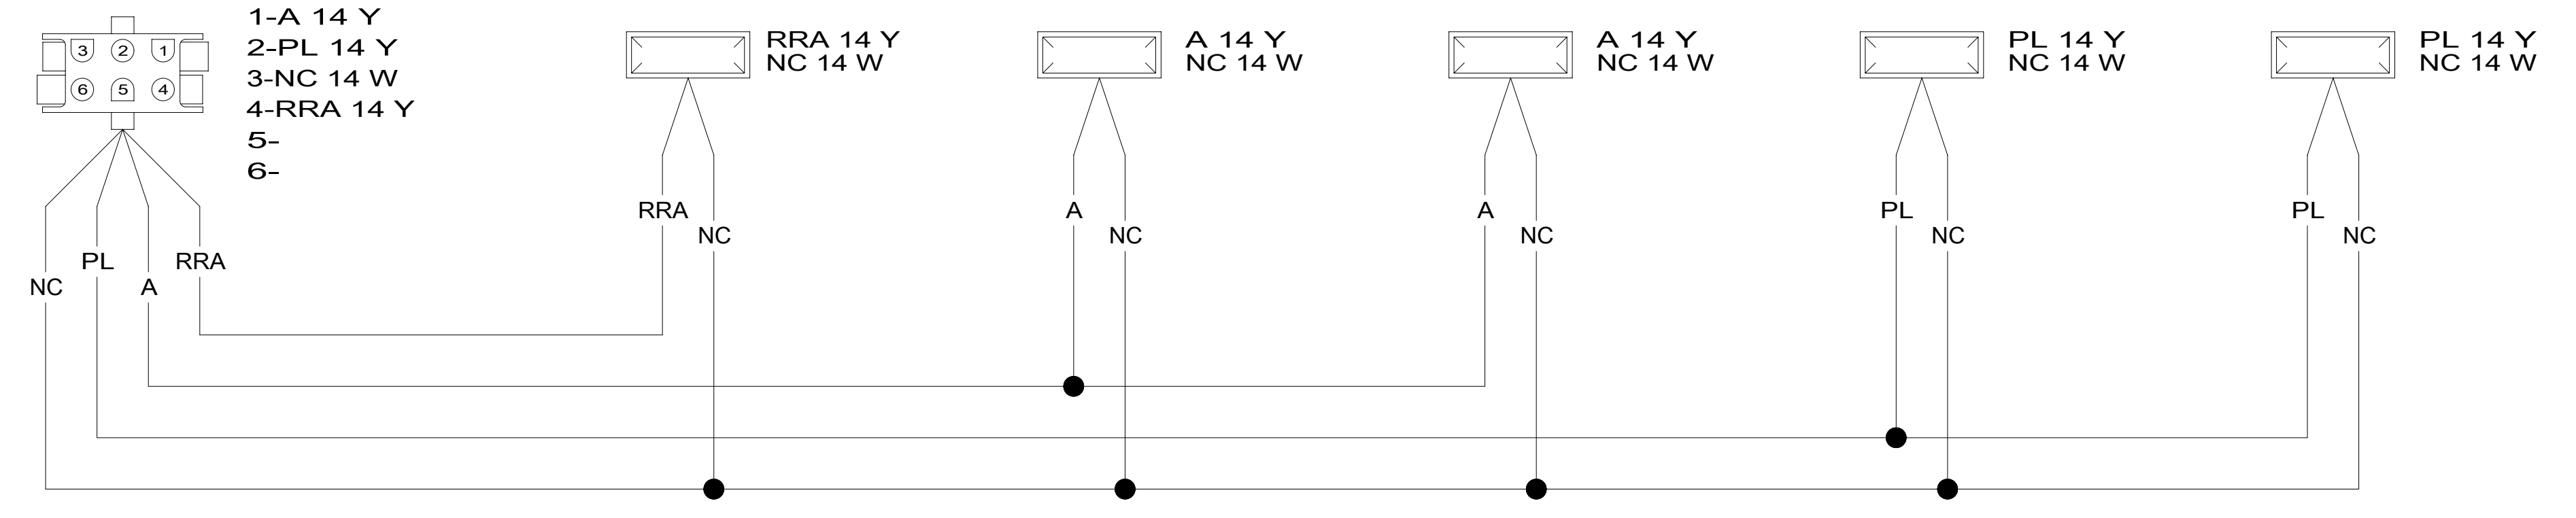 1-A 14 Y
2-PL 14 Y
3-NC 14 W
4-RRA 14 Y
5-
6-
3 2 1
6 5 4
RRA 14 Y
NC 14 W
A 14 Y
NC 14 W
A 14 Y
NC 14 W
PL 14 Y
NC 14 W
PL 14 Y
NC 14 W
RRA
NC
A
NC
A
NC
PL
NC
PL
NC
NC
PL
A
RRA